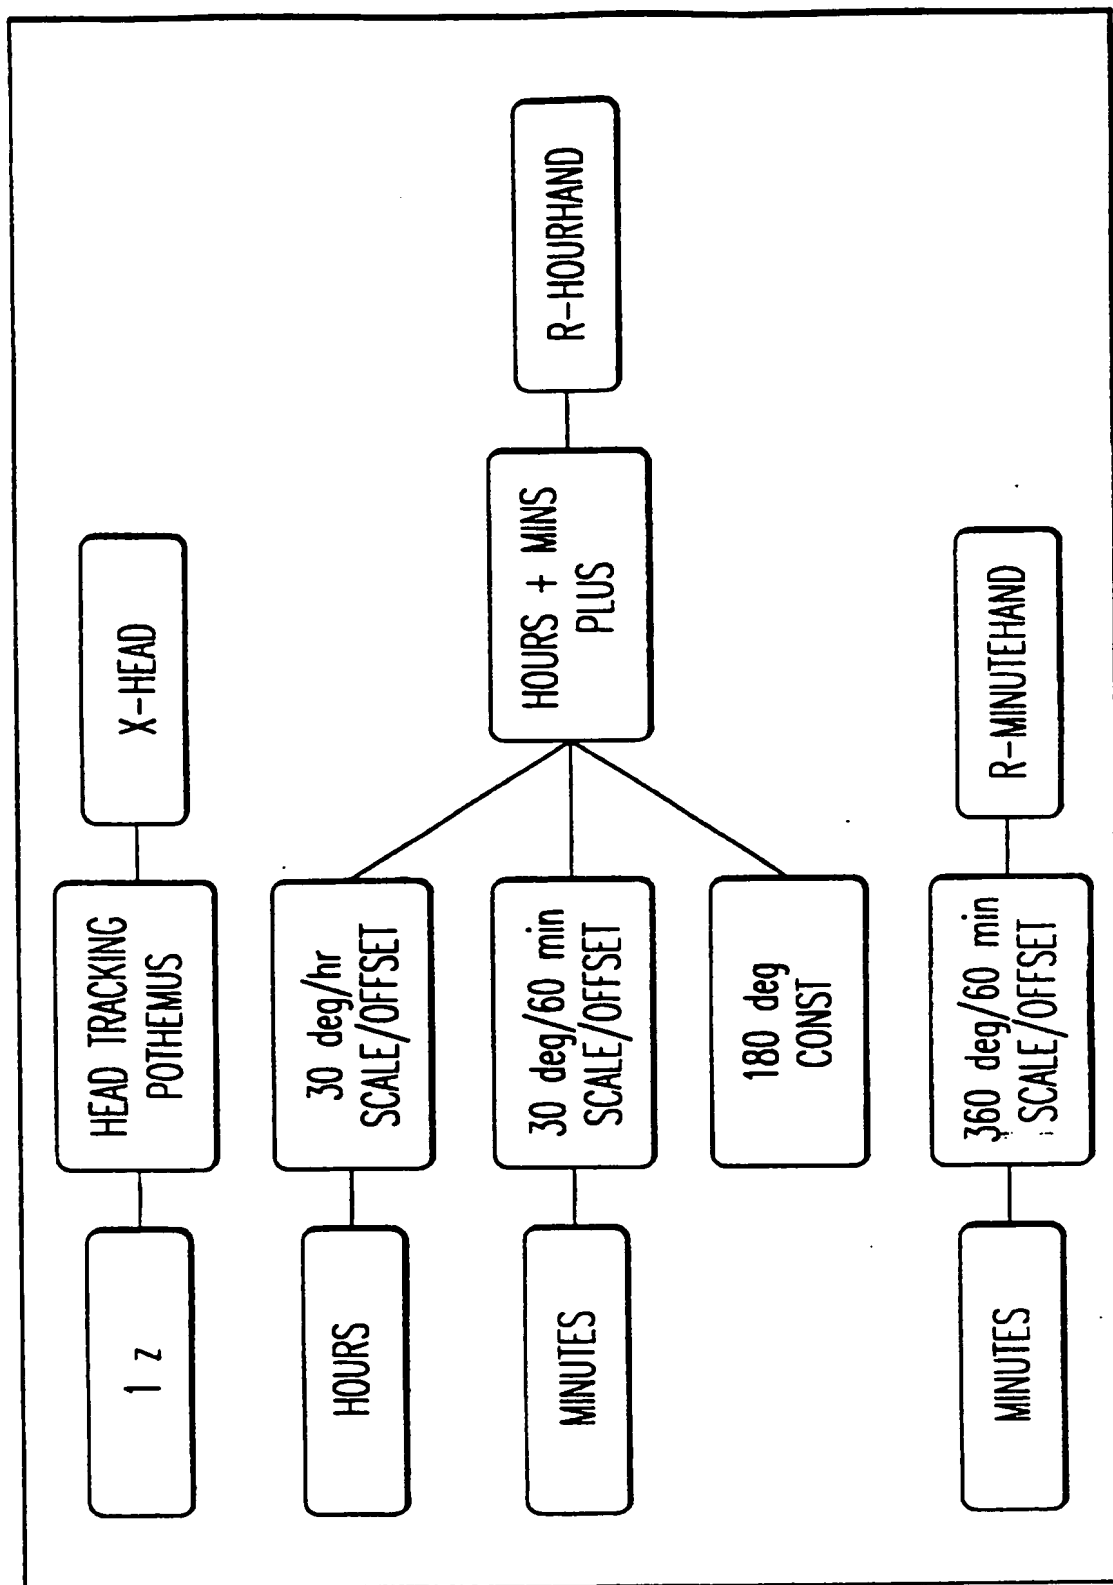 1 z
HEAD TRACKING
POTHEMUS
X-HEAD
HOURS
30 deg/hr
SCALE/OFFSET
MINUTES
30 deg/60 min
SCALE/OFFSET
180 deg
CONST
HOURS + MINS
PLUS
R-HOURHAND
MINUTES
360 deg/60 min
SCALE/OFFSET
R-MINUTEHAND